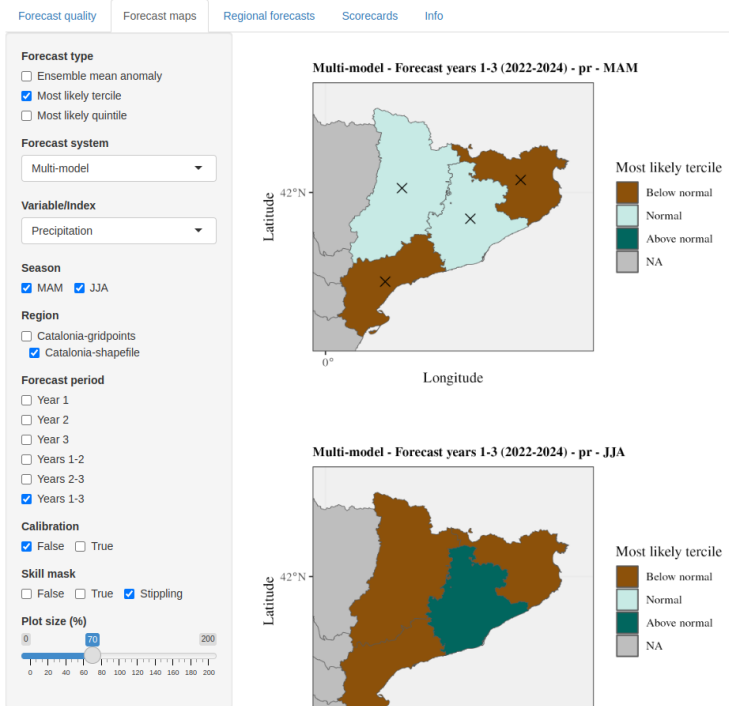 Forecast quality Forecast maps Regional forecasts Scorecards Info
Forecast type
Ensemble mean anomaly
Most likely tercile
Most likely quintile
Forecast system
Multi-model
Variable/Index
Precipitation
Season
MAM JJA
Region
Catalonia-gridpoints
Catalonia-shapefile
Forecast period
Year 1
Year 2
Year 3
Years 1-2
Years 2-3
Years 1-3
Calibration
False True
Skill mask
False True Stippling
Plot size (%)
0 70 200
0 20 40 60 80 100 120 140 160 180 200
Multi-model - Forecast years 1-3 (2022-2024) - pr - MAM
Latitude
42°N
0°
Longitude
Most likely tercile
Below normal
Normal
Above normal
NA
Multi-model - Forecast years 1-3 (2022-2024) - pr - JJA
Latitude
42°N
Most likely tercile
Below normal
Normal
Above normal
NA